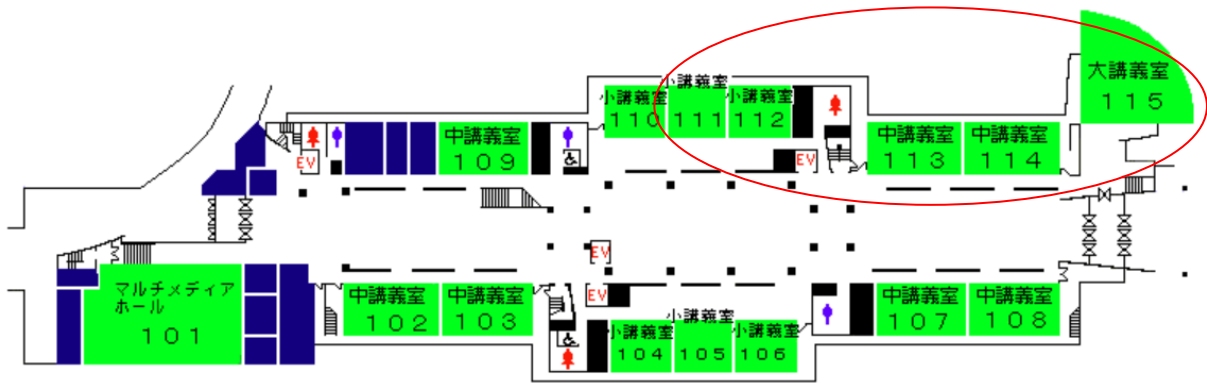 大講義室
115
小講義室
110
小講義室
111
小講義室
112
中講義室
109
EV
EV
中講義室
113
中講義室
114
EV
EV
マルチメディア
ホール
101
中講義室
102
中講義室
103
小講義室
104
小講義室
105
小講義室
106
中講義室
107
中講義室
108